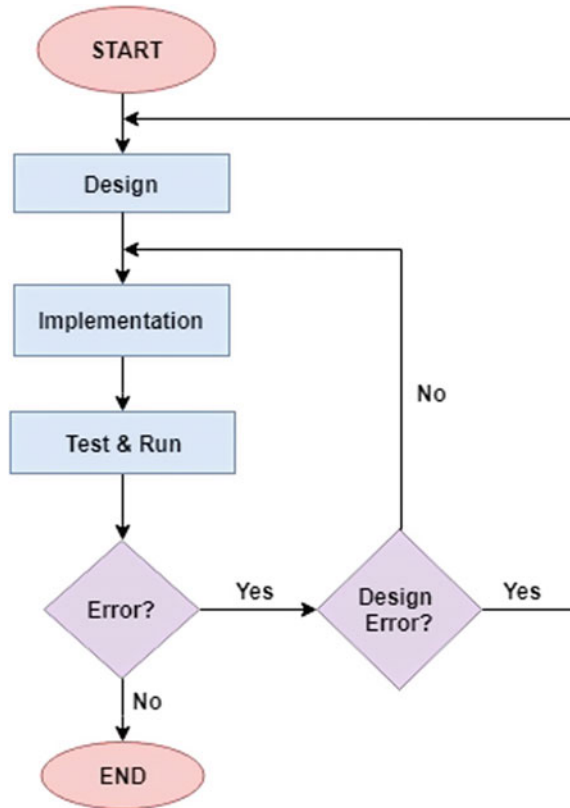 START
Design
Implementation
No
Test & Run
Yes
Yes
Error?
Design
Error?
No
END